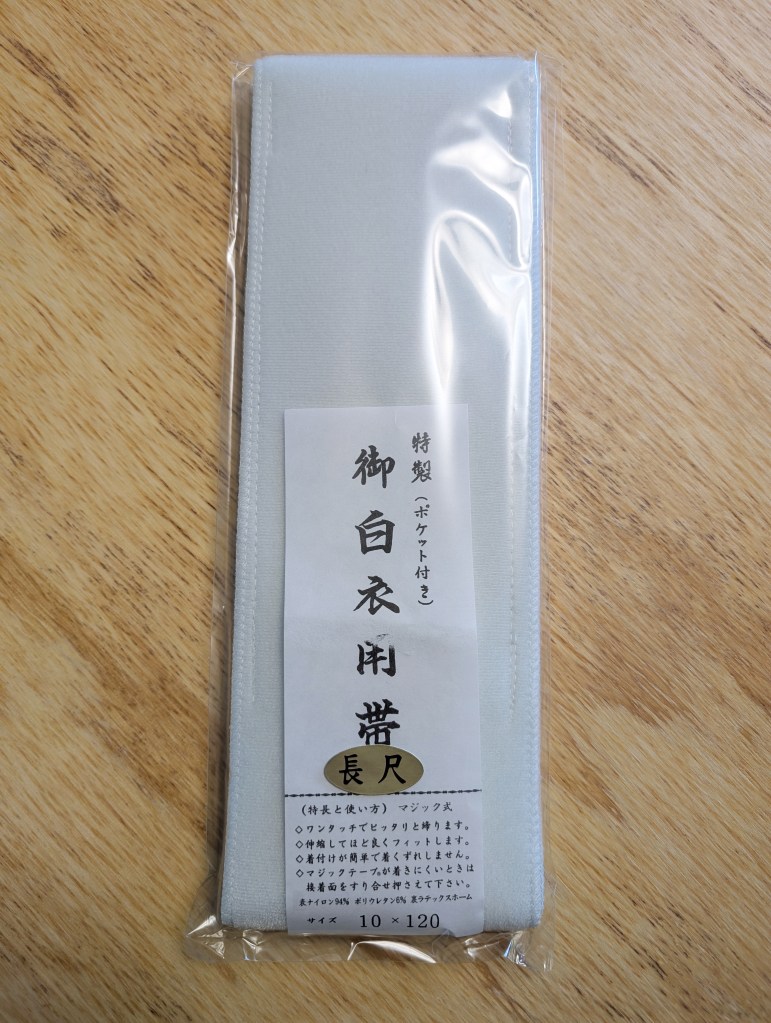 特製(ポケット付き)
御白衣用帯
長尺
(特長と使い方) マジック式
◇ワンタッチでピッタリと締ります。
◇伸縮してほど良くフィットします。
◇着付けが簡単で着くずれしません。
◇マジックテープ®が着きにくいときは
接着面をすり合せ押さえて下さい。
表ナイロン94% ポリウレタン6% 裏ラテックスホーム
サイズ 10×120